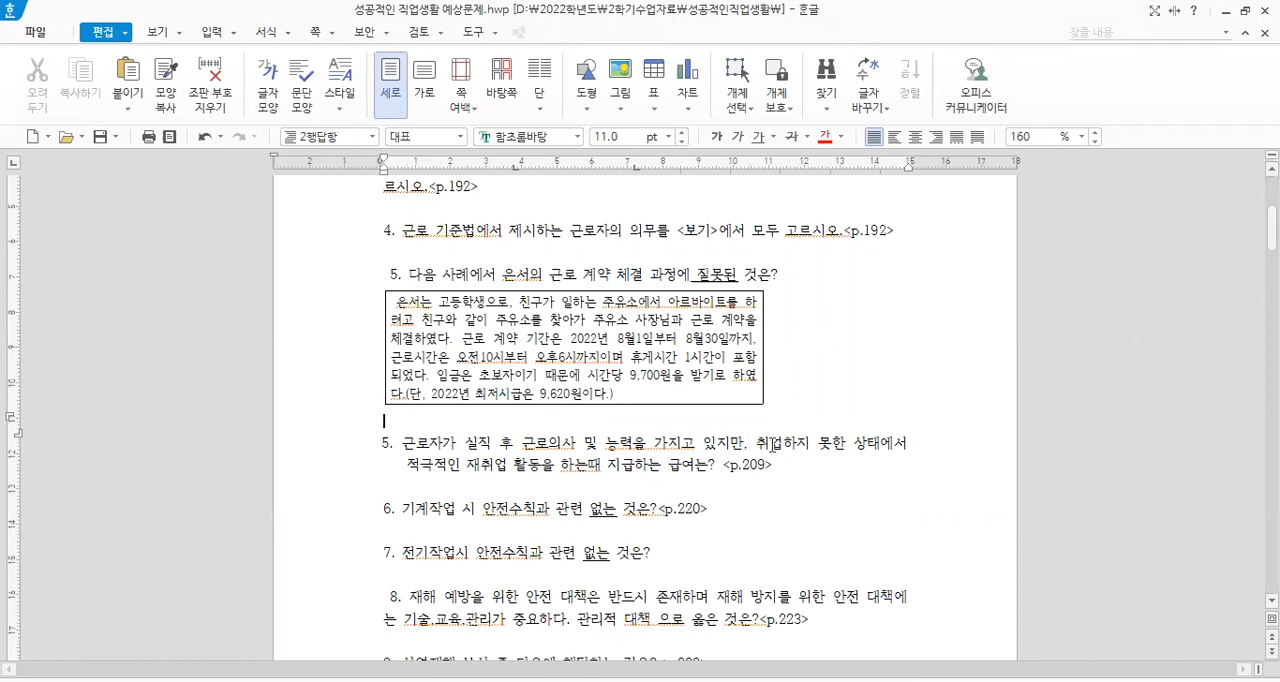 성공적인 직업생활 예상문제.hwp [D:\2022학년도\2학기수업자료\성공적인직업생활\] - 한글
파일 편집 보기 입력 서식 쪽 보안 검토 도구 찾을 내용
오려 두기 복사하기 붙이기 모양 복사 조판 부호 지우기 글자 모양 문단 모양 스타일 세로 가로 쪽 여백 바탕쪽 단 도형 그림 표 차트 개체 선택 개체 보호 찾기 글자 바꾸기 정렬 오피스 커뮤니케이터
2행답항 대표 함초롬바탕 11.0 pt 가 가 가 가 가 160 %
2 1 0 1 2 3 4 5 6 7 8 9 10 11 12 13 14 15 16 17 18
르시오.<p.192>
4. 근로 기준법에서 제시하는 근로자의 의무를 <보기>에서 모두 고르시오.<p.192>
5. 다음 사례에서 은서의 근로 계약 체결 과정에 잘못된 것은?
은서는 고등학생으로, 친구가 일하는 주유소에서 아르바이트를 하
려고 친구와 같이 주유소를 찾아가 주유소 사장님과 근로 계약을
체결하였다. 근로 계약 기간은 2022년 8월1일부터 8월30일까지,
근로시간은 오전10시부터 오후6시까지이며 휴게시간 1시간이 포함
되었다. 임금은 초보자이기 때문에 시간당 9,700원을 받기로 하였
다.(단, 2022년 최저시급은 9,620원이다.)
5. 근로자가 실직 후 근로의사 및 능력을 가지고 있지만, 취업하지 못한 상태에서
적극적인 재취업 활동을 하는때 지급하는 급여는? <p.209>
6. 기계작업 시 안전수칙과 관련 없는 것은?<p.220>
7. 전기작업시 안전수칙과 관련 없는 것은?
8. 재해 예방을 위한 안전 대책은 반드시 존재하며 재해 방지를 위한 안전 대책에
는 기술,교육,관리가 중요하다. 관리적 대책 으로 옳은 것은?<p.223>